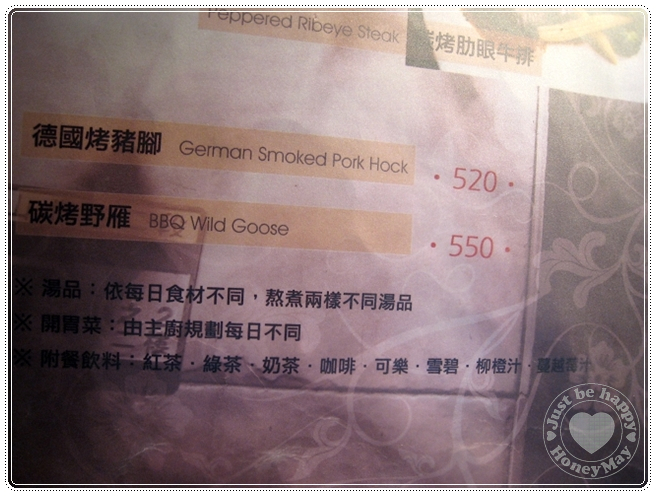 Peppered Ribeye Steak 碳烤肋眼牛排
德國烤豬腳 German Smoked Pork Hock ・520・
碳烤野雁 BBQ Wild Goose ・550・
※ 湯品：依每日食材不同，熬煮兩樣不同湯品
※ 開胃菜：由主廚規劃每日不同
※ 附餐飲料：紅茶・綠茶・奶茶・咖啡・可樂・雪碧・柳橙汁・蔓越莓汁
Just be happy
HoneyMay